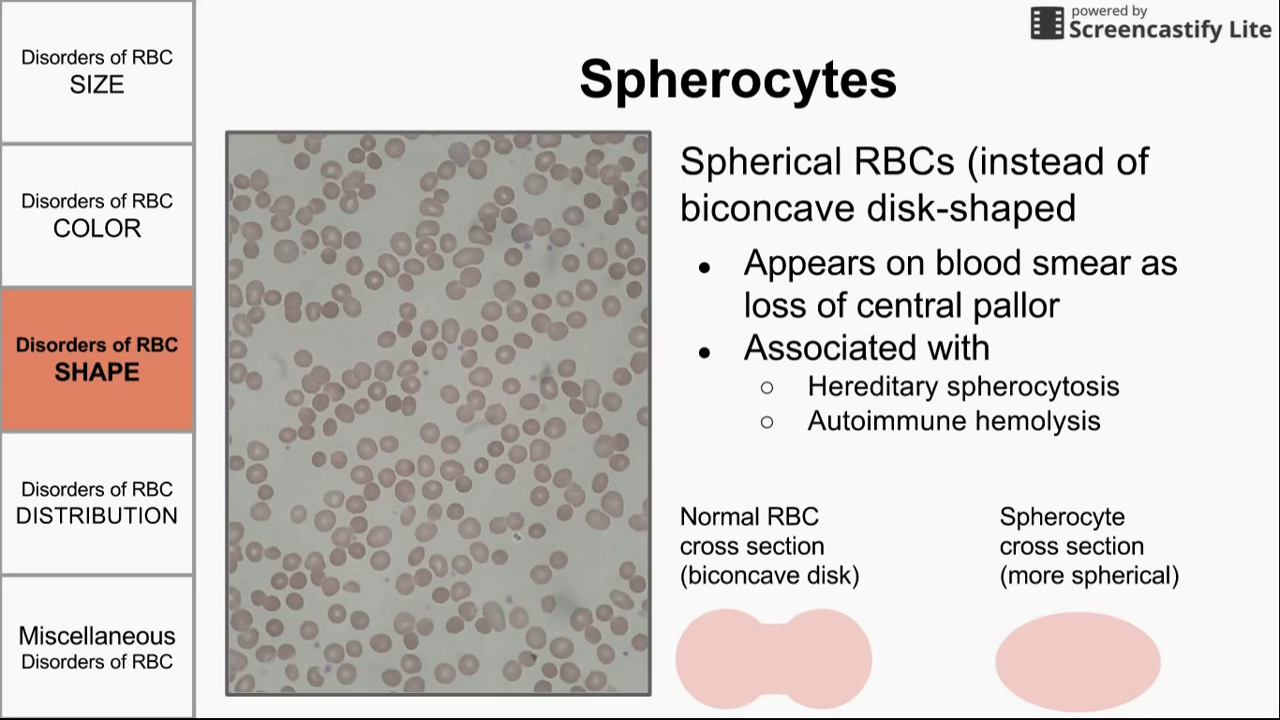 powered by
Screencastify Lite
Disorders of RBC
SIZE
Disorders of RBC
COLOR
Disorders of RBC
SHAPE
Disorders of RBC
DISTRIBUTION
Miscellaneous
Disorders of RBC
Spherocytes
Spherical RBCs (instead of
biconcave disk-shaped
● Appears on blood smear as
loss of central pallor
● Associated with
○ Hereditary spherocytosis
○ Autoimmune hemolysis
Normal RBC
cross section
(biconcave disk)
Spherocyte
cross section
(more spherical)